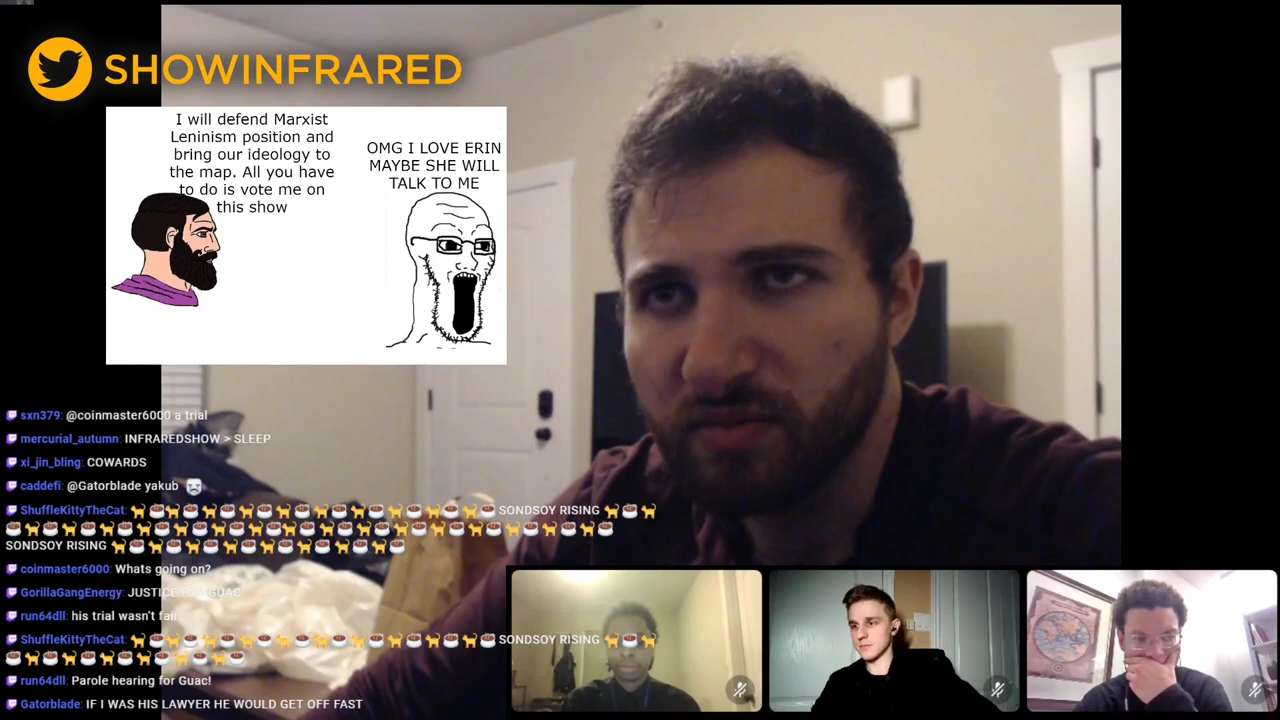 SHOWINFRARED
I will defend Marxist
Leninism position and
bring our ideology to
the map. All you have
to do is vote me on
this show
OMG I LOVE ERIN
MAYBE SHE WILL
TALK TO ME
sxn379: @coinmaster6000 a trial
mercurial_autumn: INFRAREDSHOW > SLEEP
xi_jin_bling: COWARDS
caddefi: @Gatorblade yakub
ShuffleKittyTheCat: SONDSOY RISING
SONDSOY RISING
coinmaster6000: Whats going on?
GorillaGangEnergy: JUSTICE FOR GUAC
run64dll: his trial wasn't fair
ShuffleKittyTheCat: SONDSOY RISING
run64dll: Parole hearing for Guac!
Gatorblade: IF I WAS HIS LAWYER HE WOULD GET OFF FAST